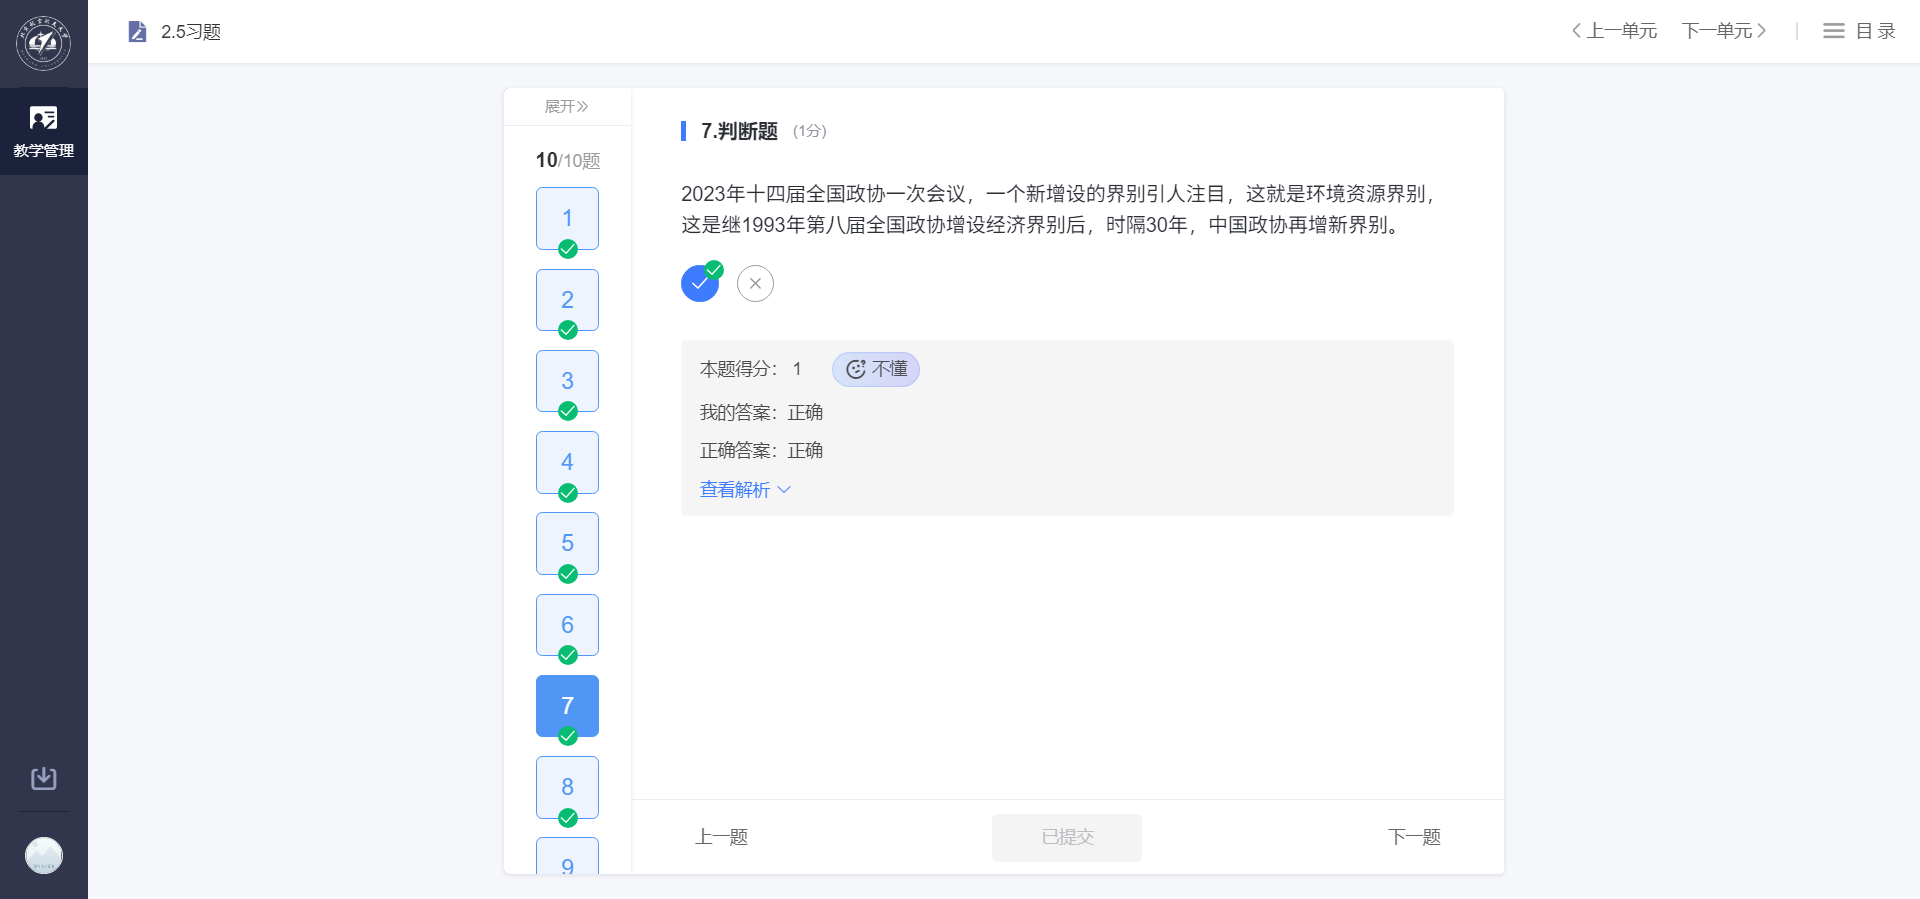 2.5习题
上一单元
下一单元
目录
教学管理
展开
10/10题
1
2
3
4
5
6
7
8
9
7.判断题 (1分)
2023年十四届全国政协一次会议，一个新增设的界别引人注目，这就是环境资源界别，
这是继1993年第八届全国政协增设经济界别后，时隔30年，中国政协再增新界别。
本题得分： 1 不懂
我的答案：正确
正确答案：正确
查看解析
上一题
已提交
下一题